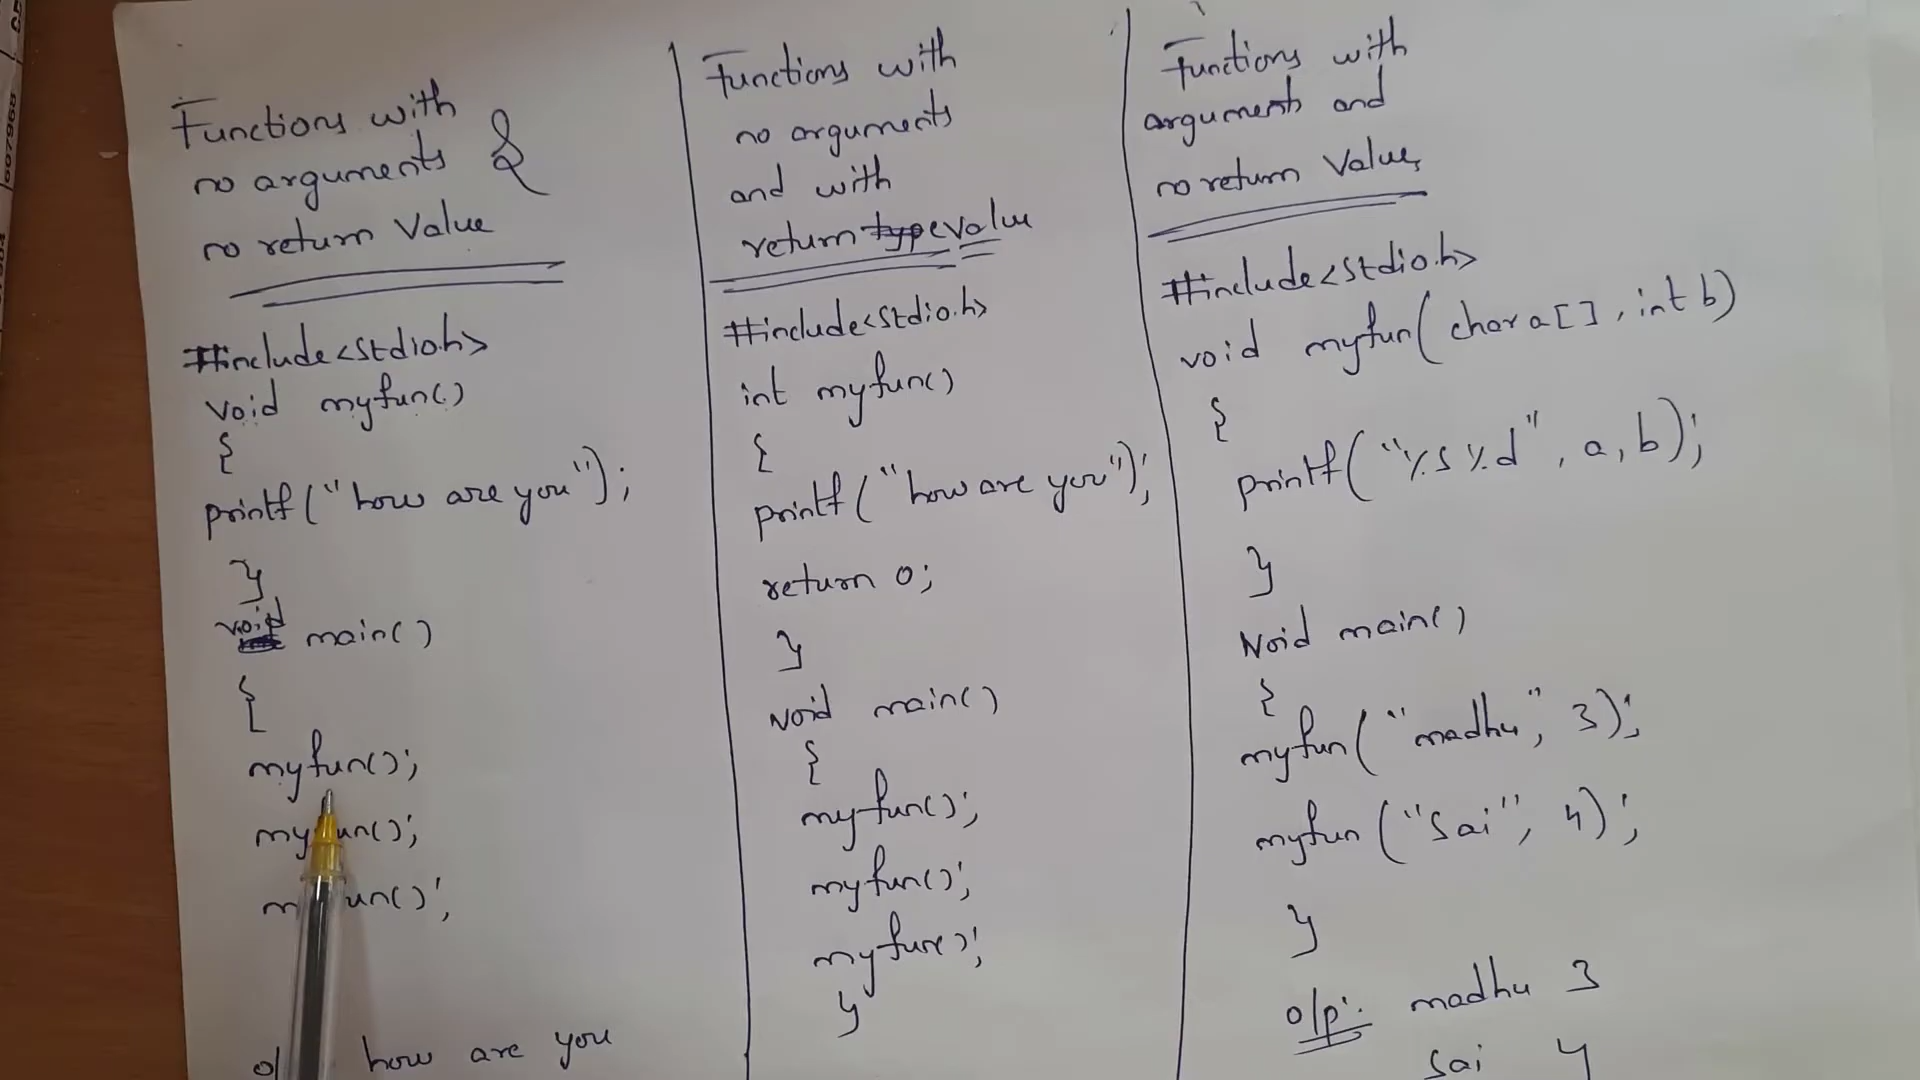 Functions with
no arguments &
no return Value
#include<stdio.h>
void myfun()
{
printf("how are you");
}
void main()
{
myfun();
myfun();
myfun();
how are you
Functions with
no arguments
and with
return type value
#include<stdio.h>
int myfun()
{
printf("how are you");
return 0;
}
void main()
{
myfun();
myfun();
myfun();
}
Functions with
arguments and
no return Value
#include<stdio.h>
void myfun(char a[], int b)
{
printf("%s %d", a, b);
}
void main()
{
myfun("madhu", 3);
myfun("Sai", 4);
}
o/p: madhu 3
Sai 4